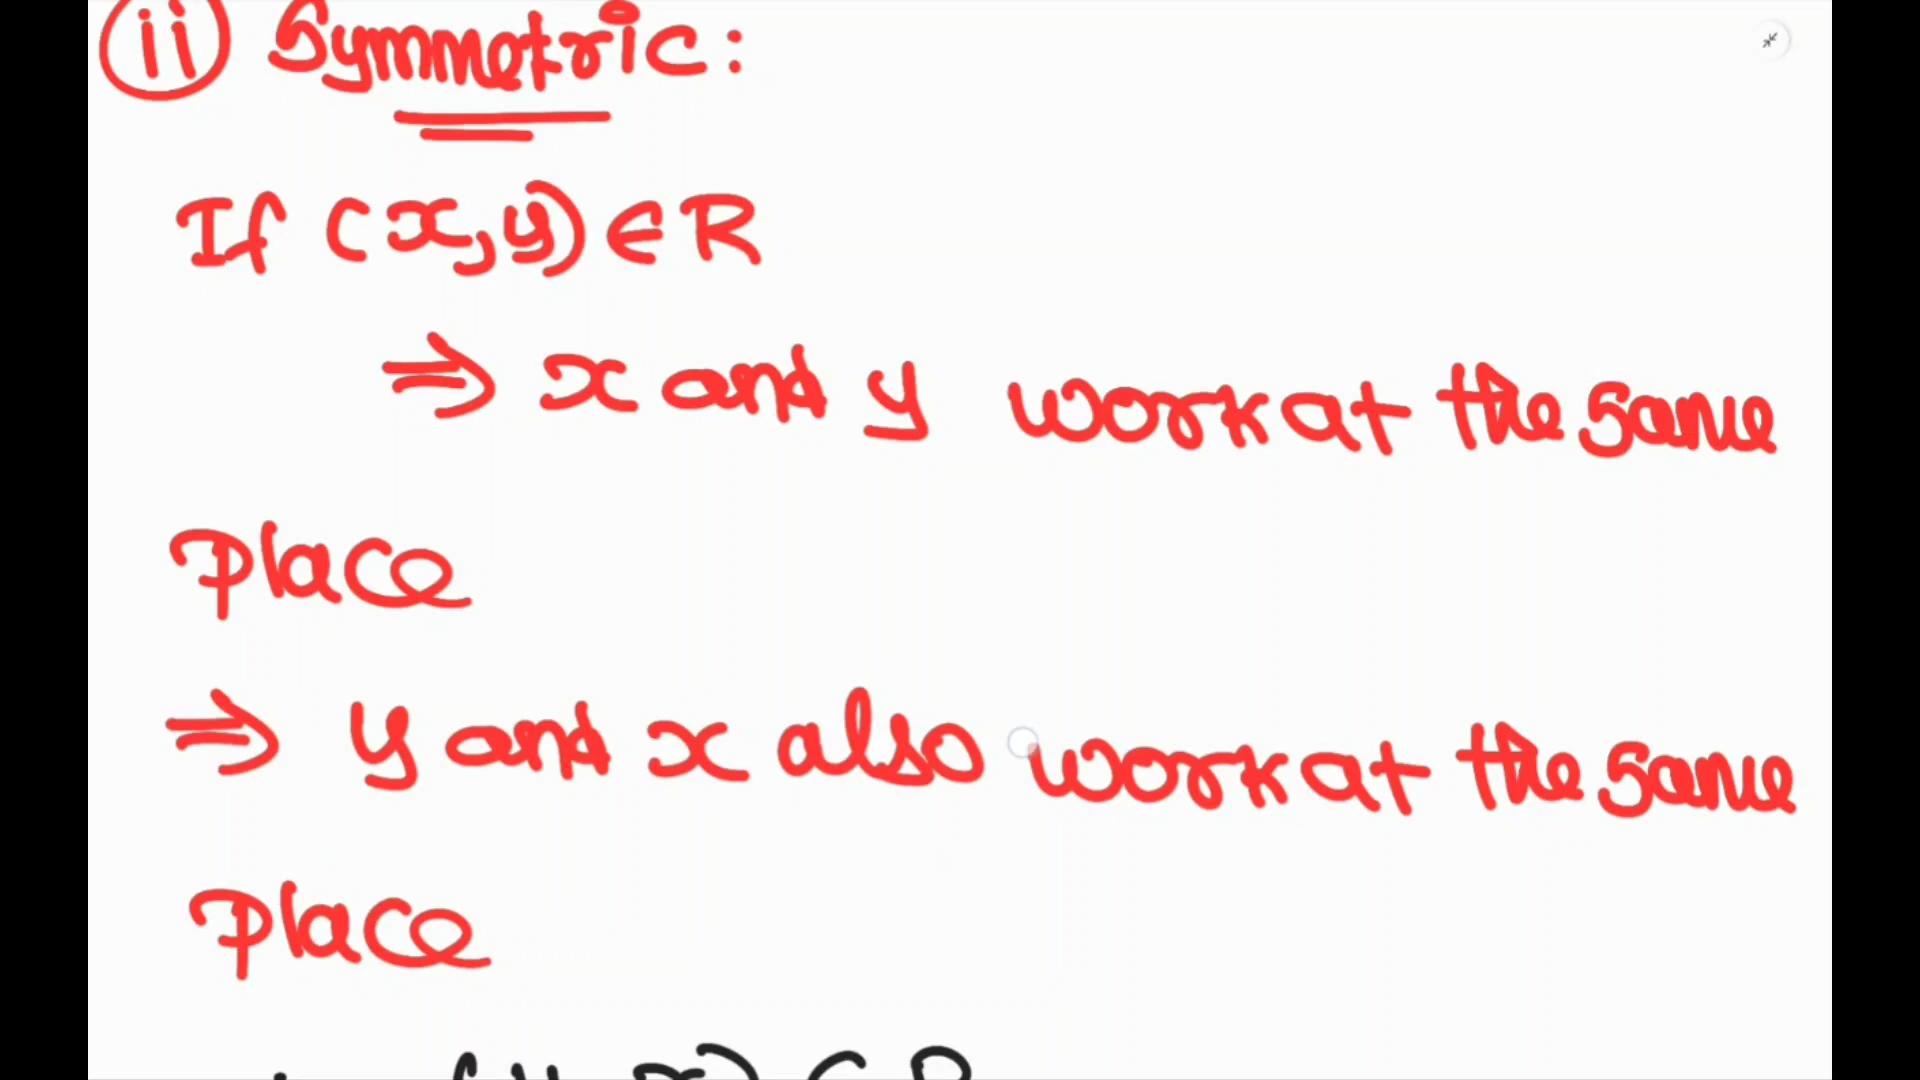 ii Symmetric:
If (x,y) ∈ R
⇒ x and y work at the same
place
⇒ y and x also work at the same
place
(y, x) ∈ R